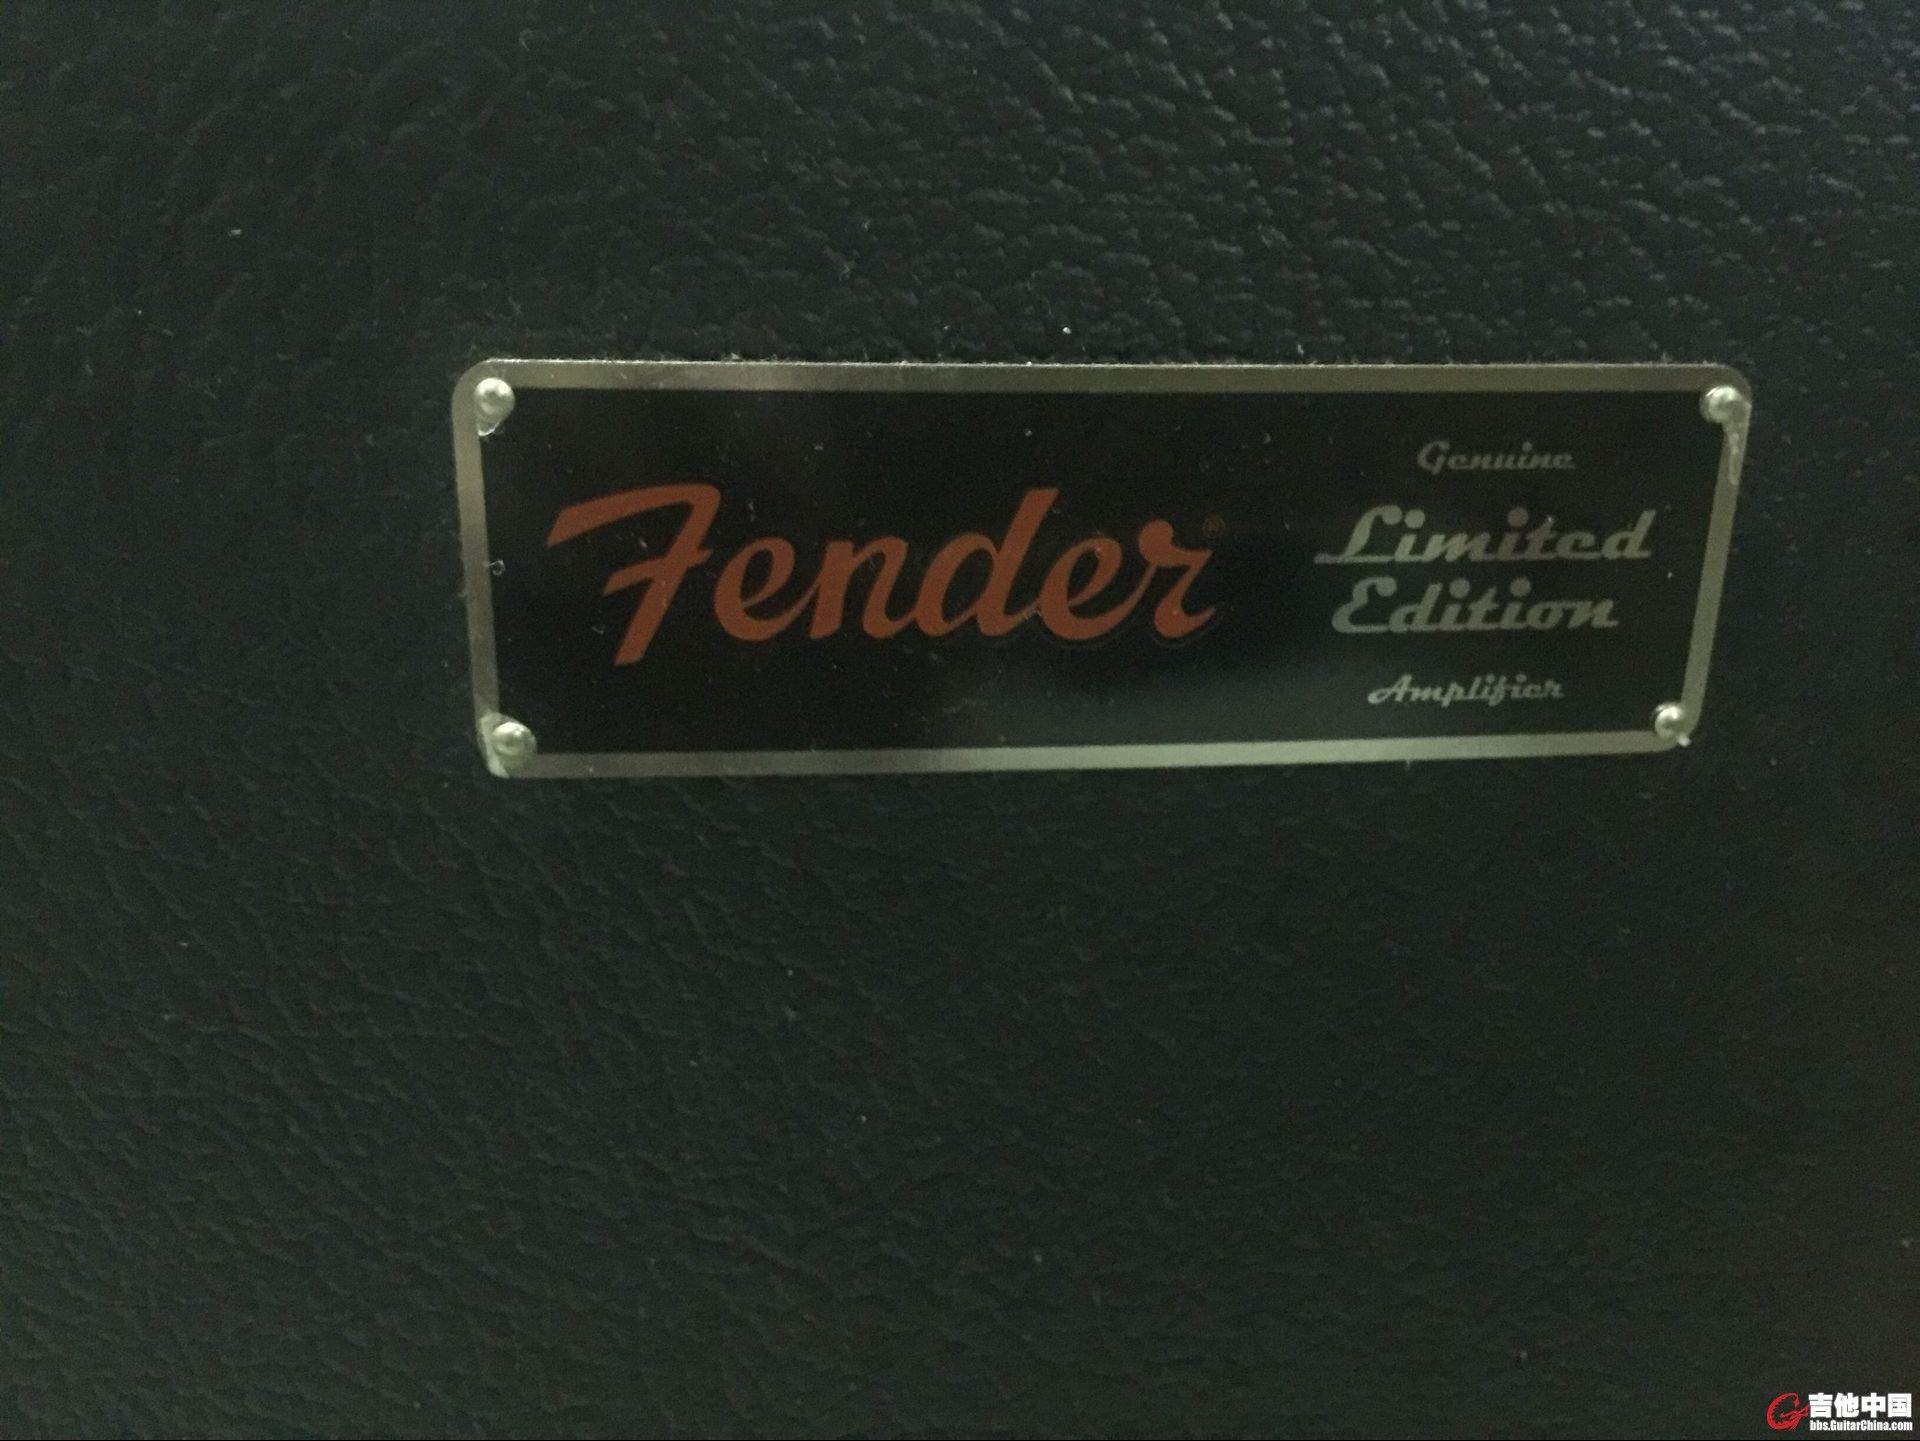 Fender®
Genuine
Limited
Edition
Amplifier
吉他中国
bbs.GuitarChina.com